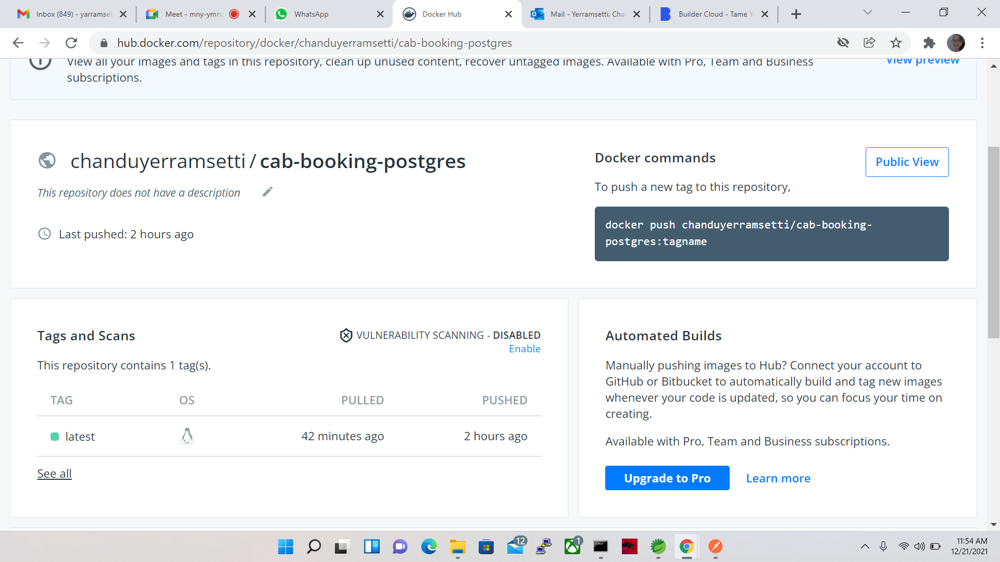 Inbox (849) - yarramset
Meet - mny-ymnz
WhatsApp
Docker Hub
Mail - Yerramsetti, Cha
Builder Cloud - Tame Y
hub.docker.com/repository/docker/chanduyerramsetti/cab-booking-postgres
View all your images and tags in this repository, clean up unused content, recover untagged images. Available with Pro, Team and Business
subscriptions.
View preview
chanduyerramsetti / cab-booking-postgres
This repository does not have a description
Last pushed: 2 hours ago
Docker commands
Public View
To push a new tag to this repository,
docker push chanduyerramsetti/cab-booking-
postgres:tagname
Tags and Scans
VULNERABILITY SCANNING - DISABLED
Enable
This repository contains 1 tag(s).
TAG OS PULLED PUSHED
latest 42 minutes ago 2 hours ago
See all
Automated Builds
Manually pushing images to Hub? Connect your account to
GitHub or Bitbucket to automatically build and tag new images
whenever your code is updated, so you can focus your time on
creating.
Available with Pro, Team and Business subscriptions.
Upgrade to Pro
Learn more
12
1
11:54 AM
12/21/2021